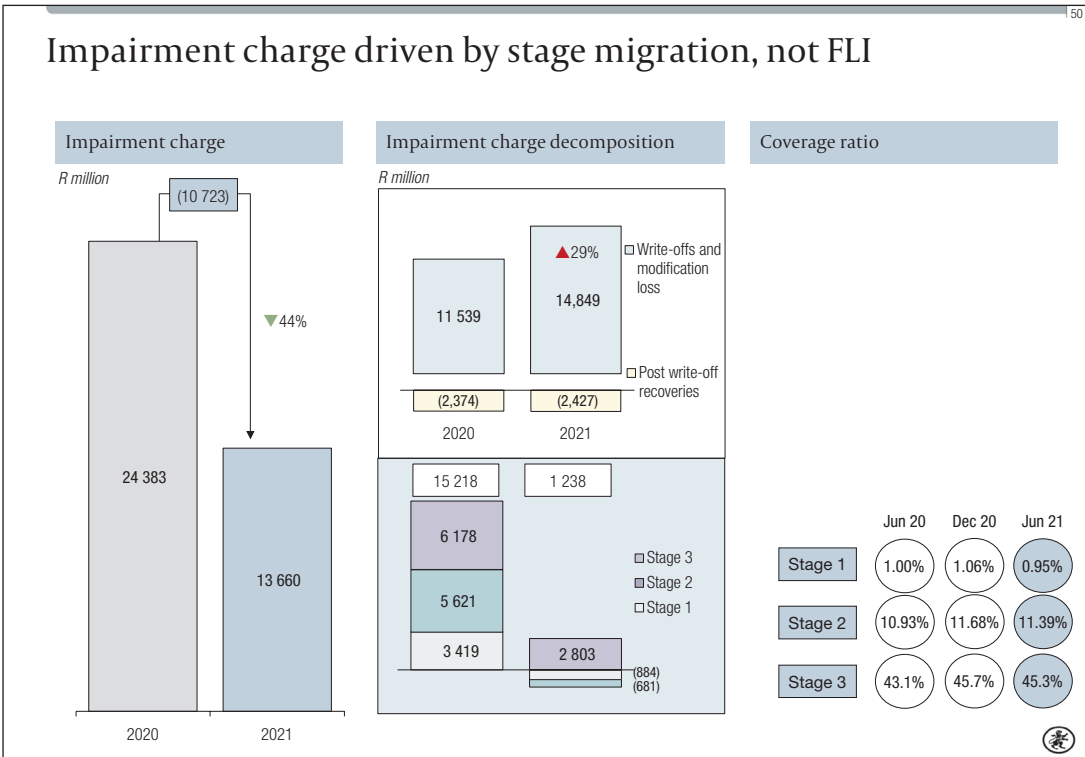 50
Impairment charge driven by stage migration, not FLI
Impairment charge
R million
(10 723)
▼44%
24 383
13 660
2020
2021
Impairment charge decomposition
R million
▲29%
11 539
14,849
Write-offs and
modification
loss
Post write-off
recoveries
(2,374)
(2,427)
2020
2021
15 218
1 238
6 178
5 621
3 419
2 803
(884)
(681)
Stage 3
Stage 2
Stage 1
Coverage ratio
Jun 20 Dec 20 Jun 21
Stage 1 1.00% 1.06% 0.95%
Stage 2 10.93% 11.68% 11.39%
Stage 3 43.1% 45.7% 45.3%